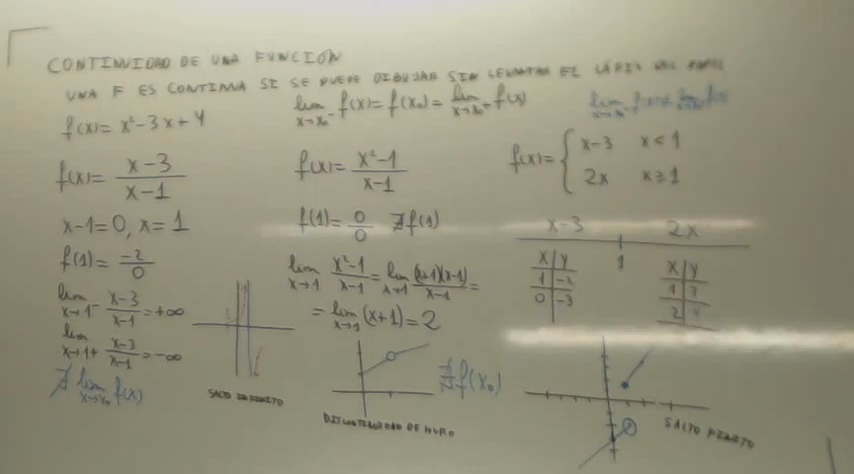 CONTINUIDAD DE UNA FUNCIÓN
UNA F ES CONTINUA SI SE PUEDE DIBUJAR SIN LEVANTAR EL LÁPIZ DEL PAPEL
lim x→x₀⁻ f(x) = f(x₀) = lim x→x₀⁺ f(x)
f(x) = x² - 3x + 4
f(x) = (x-3)/(x-1)
x-1=0, x=1
f(1) = -2/0
lim x→1⁻ (x-3)/(x-1) = +∞
lim x→1+ (x-3)/(x-1) = -∞
∄ lim x→x₀ f(x)
SALTO INFINITO
f(x) = (x²-1)/(x-1)
f(1) = 0/0 ∄f(1)
lim x→1 (x²-1)/(x-1) = lim x→1 (x+1)(x-1)/(x-1) =
= lim x→1 (x+1) = 2
∄f(x₀)
DISCONTINUIDAD DE HUECO
f(x) = { x-3 x<1
2x x≥1
x-3 2x
1
X Y
1 -2
0 -3
X Y
1 2
2
SALTO FINITO